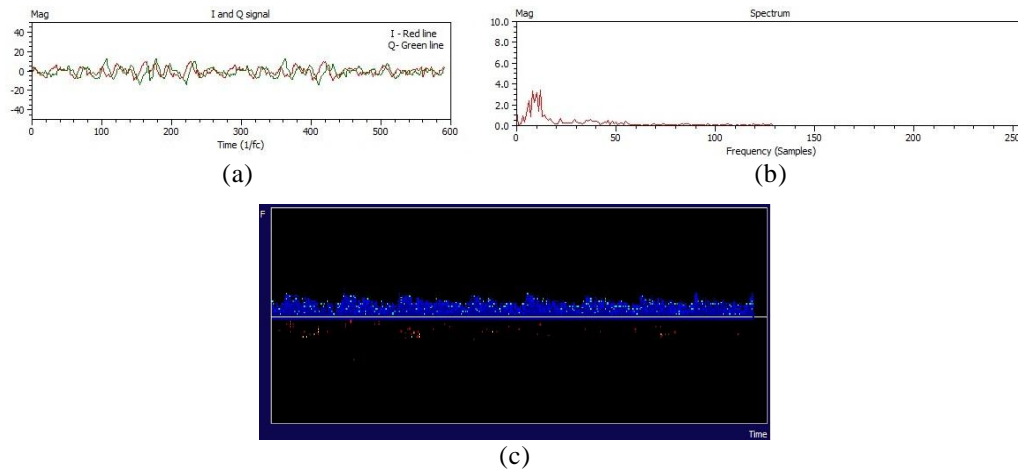 Mag
I and Q signal
I - Red line
Q- Green line
40
20
0
-20
-40
0
100
200
300
400
500
600
Time (1/fc)
(a)
Mag
Spectrum
10.0
8.0
6.0
4.0
2.0
0.0
0
50
100
150
200
250
Frequency (Samples)
(b)
F
Time
(c)